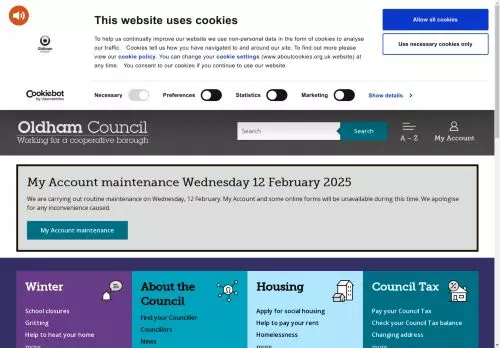 This website uses cookies
To help us continually improve our website we use non-personal data in the form of cookies to analyse
our traffic. Cookies tell us how you have navigated to and around our site. To find out more please
view our cookie policy. You can change your cookie settings (www.aboutcookies.org.uk website) at
any time. You consent to our cookies if you continue to use our website.
Allow all cookies
Use necessary cookies only
Oldham
Council
Cookiebot
by Usercentrics
Necessary
Preferences
Statistics
Marketing
Show details
Oldham Council
Working for a cooperative borough
Search
Search
A – Z
My Account
My Account maintenance Wednesday 12 February 2025
We are carrying out routine maintenance on Wednesday, 12 February. My Account and some online forms will be unavailable during this time. We apologise
for any inconvenience caused.
My Account maintenance
Winter
School closures
Gritting
Help to heat your home
more
About the
Council
Find your Councillor
Councillors
News
Housing
Apply for social housing
Help to pay your rent
Homelessness
more
Council Tax
Pay your Council Tax
Check your Council Tax balance
Changing address
more